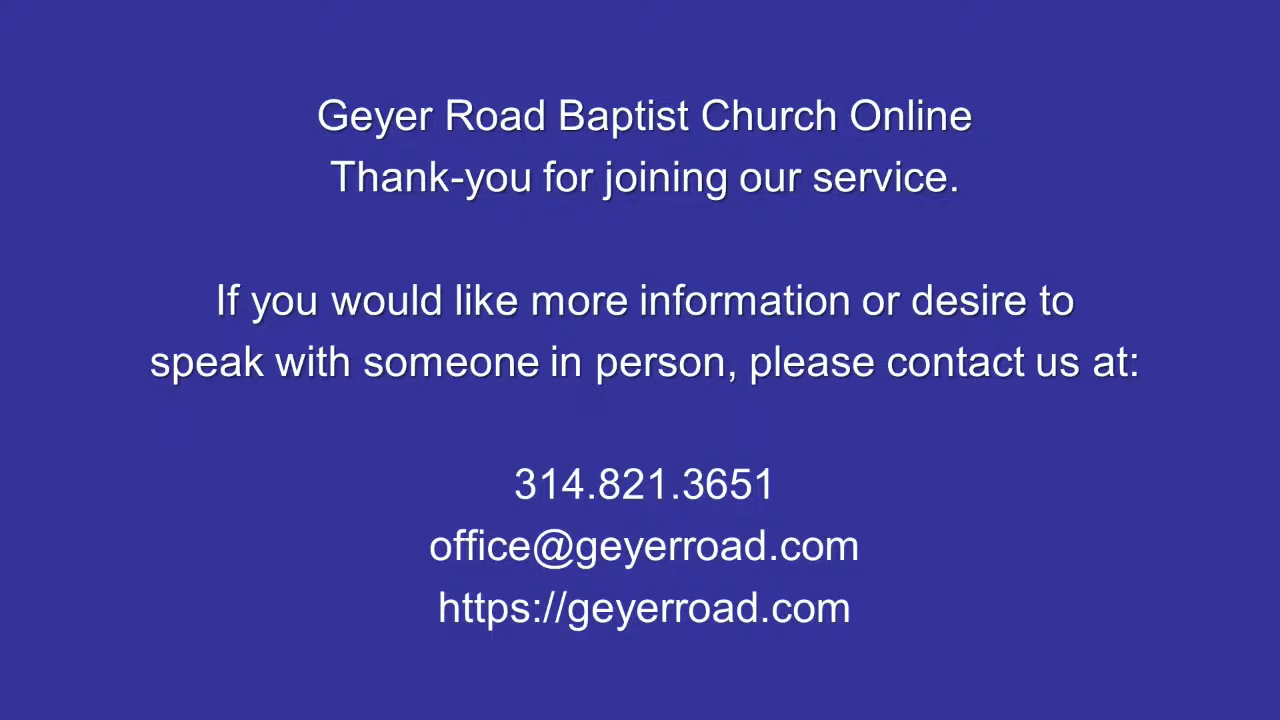 Geyer Road Baptist Church Online
Thank-you for joining our service.
If you would like more information or desire to
speak with someone in person, please contact us at:
314.821.3651
office@geyerroad.com
https://geyerroad.com